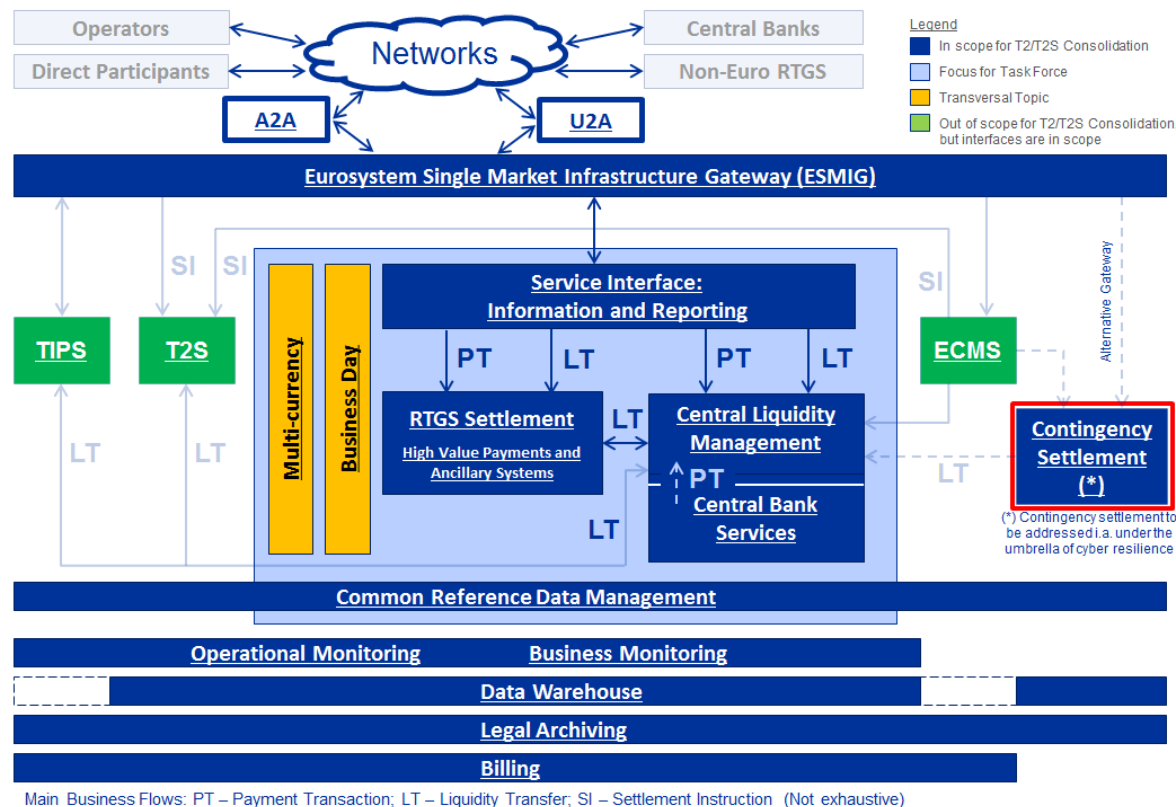 Operators
Networks
Central Banks
Direct Participants
Non-Euro RTGS
A2A
U2A
Legend
In scope for T2/T2S Consolidation
Focus for Task Force
Transversal Topic
Out of scope for T2/T2S Consolidation
but interfaces are in scope
Eurosystem Single Market Infrastructure Gateway (ESMIG)
SI
SI
SI
Alternative Gateway
Multi-currency
Business Day
Service Interface:
Information and Reporting
TIPS
T2S
ECMS
PT
LT
PT
LT
RTGS Settlement
High Value Payments and
Ancillary Systems
LT
Central Liquidity
Management
PT
Central Bank
Services
LT
LT
LT
LT
Contingency
Settlement
(*)
(*) Contingency settlement to
be addressed i.a. under the
umbrella of cyber resilience
Common Reference Data Management
Operational Monitoring
Business Monitoring
Data Warehouse
Legal Archiving
Billing
Main Business Flows: PT – Payment Transaction; LT – Liquidity Transfer; SI – Settlement Instruction (Not exhaustive)